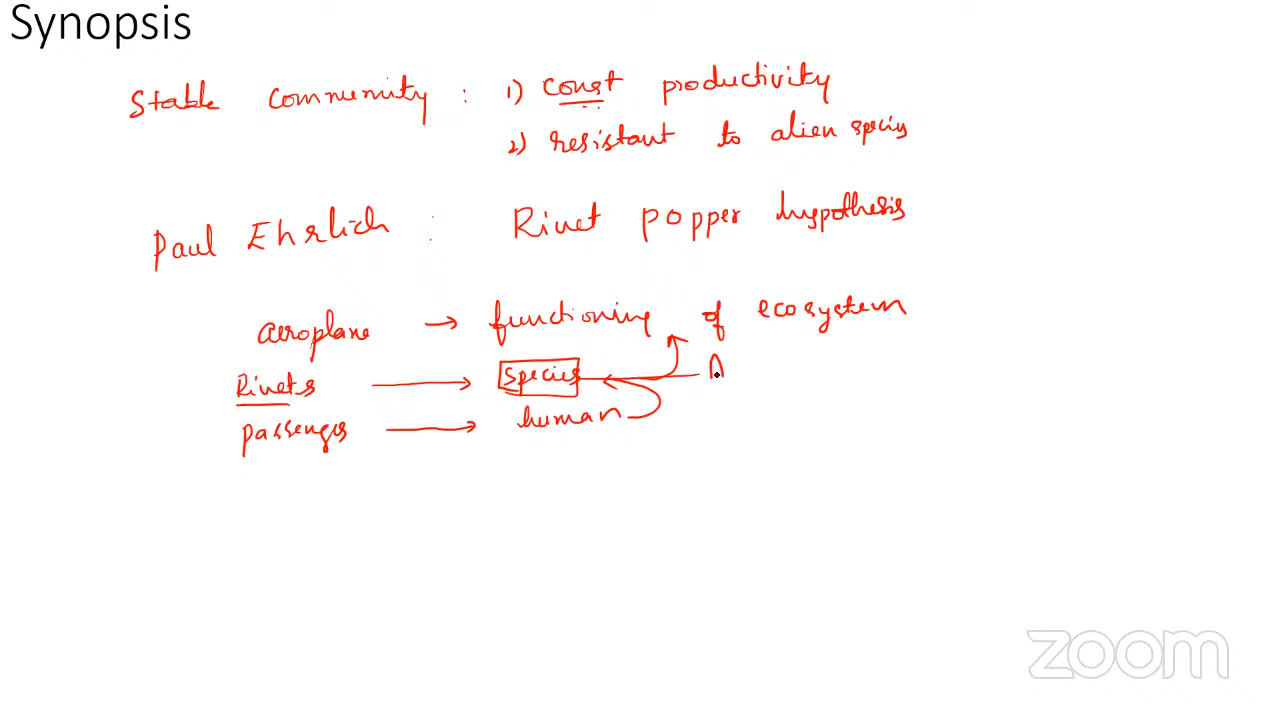 Synopsis
Stable Community : 1) const productivity
2) resistant to alien species
Paul Ehrlich : Rivet popper hypothesis
aeroplane → functioning of ecosystem
Rivets → species
passenges → human
zoom